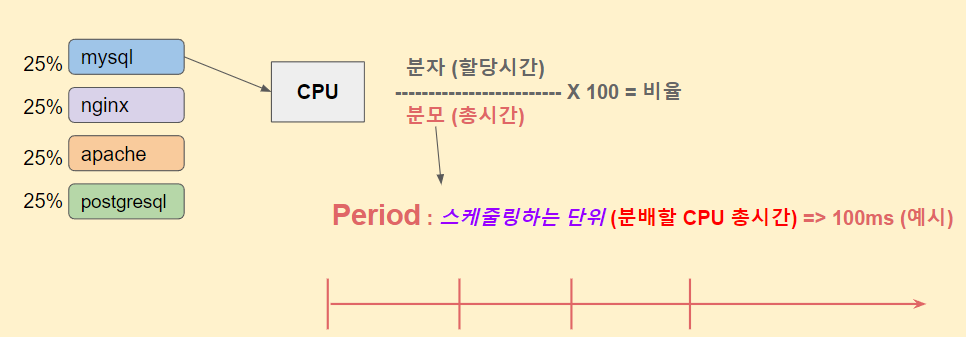 25% mysql
25% nginx
25% apache
25% postgresql
CPU
분자 (할당시간)
------------------------- X 100 = 비율
분모 (총시간)
Period : 스케줄링하는 단위 (분배할 CPU 총시간) => 100ms (예시)